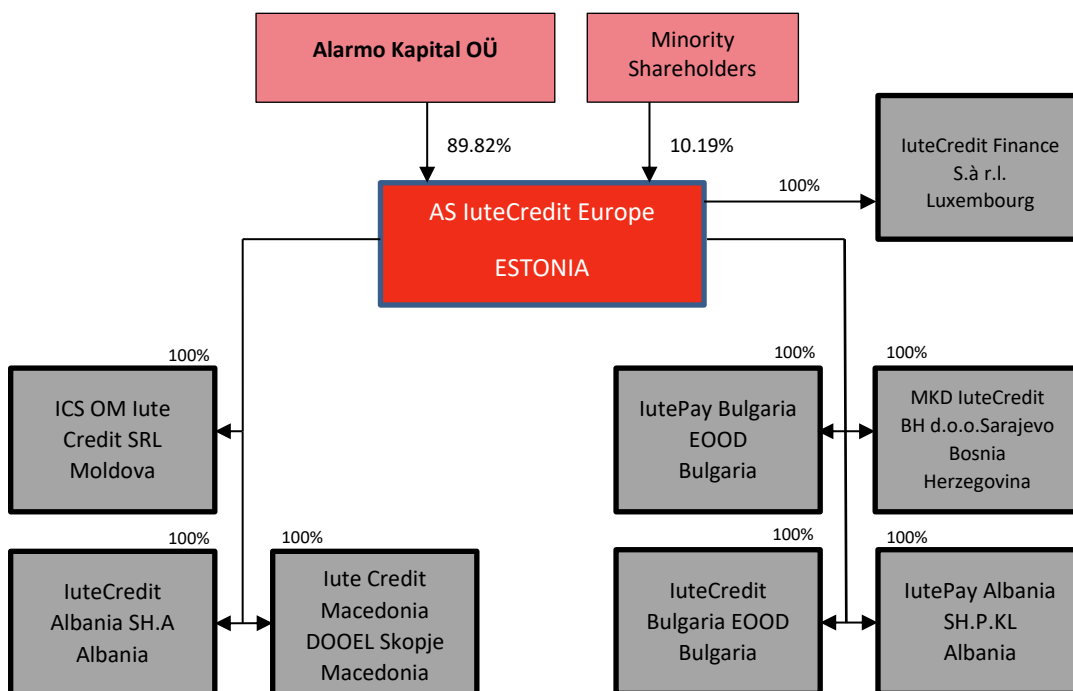 Alarmo Kapital OÜ
Minority
Shareholders
89.82%
10.19%
100%
IuteCredit Finance
S.à r.l.
Luxembourg
AS IuteCredit Europe
ESTONIA
100%
ICS OM Iute
Credit SRL
Moldova
100%
IutePay Bulgaria
EOOD
Bulgaria
100%
MKD IuteCredit
BH d.o.o.Sarajevo
Bosnia
Herzegovina
100%
IuteCredit
Albania SH.A
Albania
100%
Iute Credit
Macedonia
DOOEL Skopje
Macedonia
100%
IuteCredit
Bulgaria EOOD
Bulgaria
100%
IutePay Albania
SH.P.KL
Albania